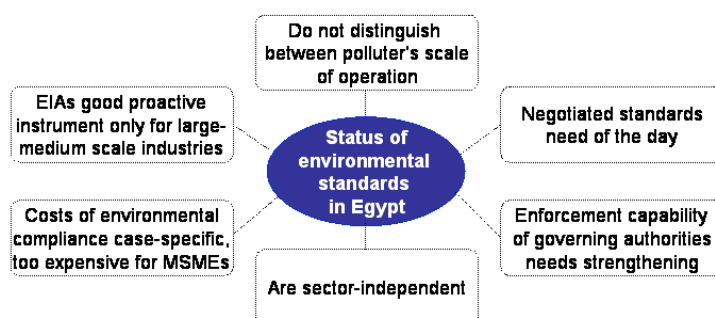 Do not distinguish
between polluter's scale
of operation
EIAs good proactive
instrument only for large-
medium scale industries
Status of
environmental
standards
in Egypt
Negotiated standards
need of the day
Costs of environmental
compliance case-specific,
too expensive for MSMEs
Enforcement capability
of governing authorities
needs strengthening
Are sector-independent